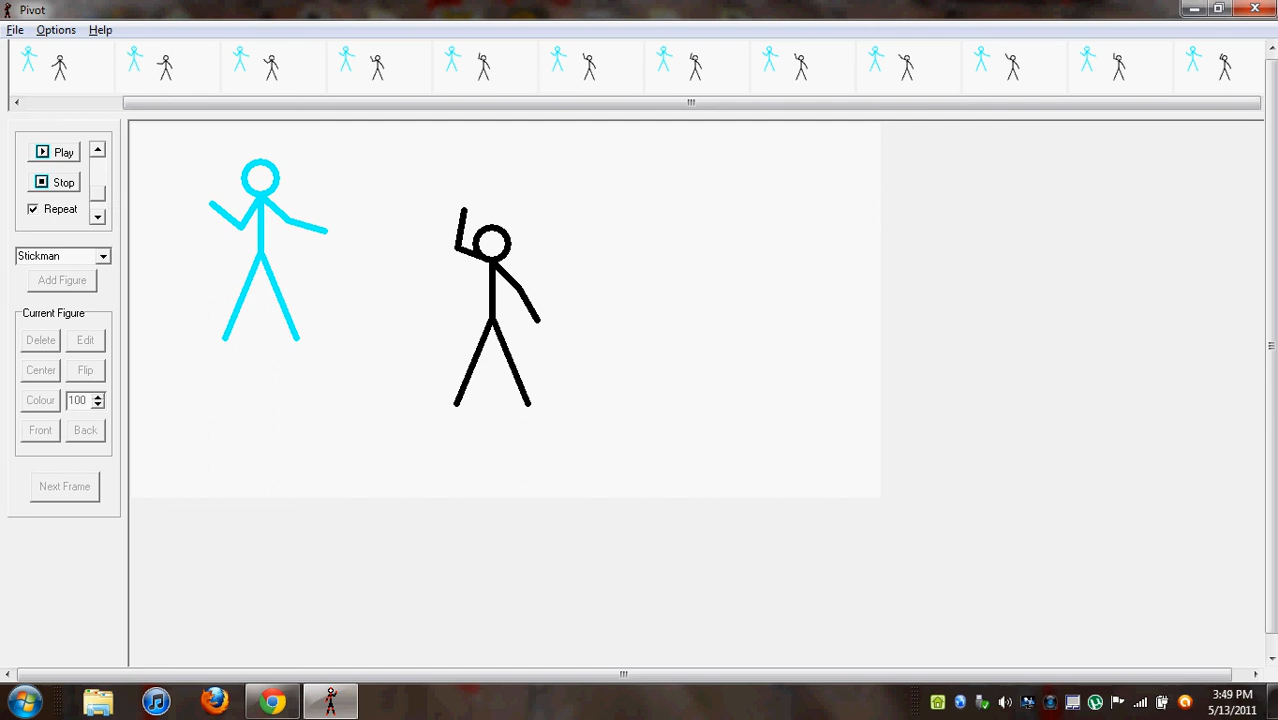 Pivot
File Options Help
Play
Stop
Repeat
Stickman
Add Figure
Current Figure
Delete Edit
Center Flip
Colour 100
Front Back
Next Frame
3:49 PM
5/13/2011